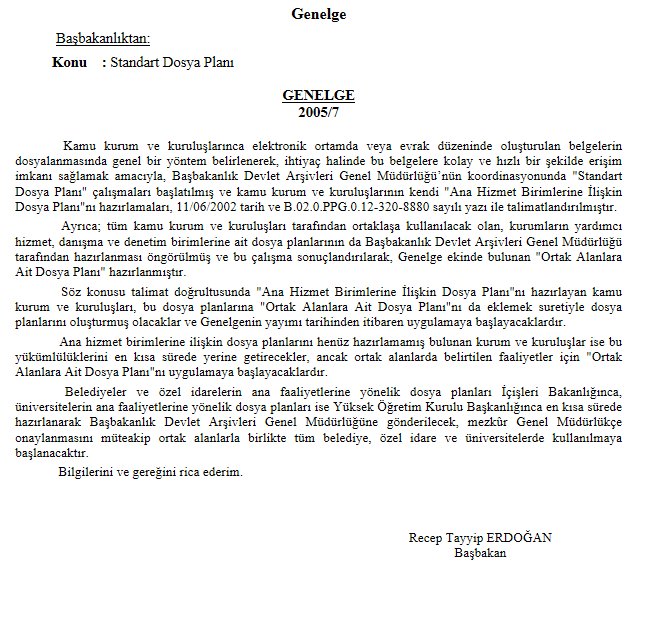 Genelge
Başbakanlıktan:
Konu : Standart Dosya Planı
GENELGE
2005/7
Kamu kurum ve kuruluşlarınca elektronik ortamda veya evrak düzeninde oluşturulan belgelerin
dosyalanmasında genel bir yöntem belirlenerek, ihtiyaç halinde bu belgelere kolay ve hızlı bir şekilde erişim
imkanı sağlamak amacıyla, Başbakanlık Devlet Arşivleri Genel Müdürlüğü’nün koordinasyonunda "Standart
Dosya Planı" çalışmaları başlatılmış ve kamu kurum ve kuruluşlarının kendi "Ana Hizmet Birimlerine İlişkin
Dosya Planı"nı hazırlamaları, 11/06/2002 tarih ve B.02.0.PPG.0.12-320-8880 sayılı yazı ile talimatlandırılmıştır.
Ayrıca; tüm kamu kurum ve kuruluşları tarafından ortaklaşa kullanılacak olan, kurumların yardımcı
hizmet, danışma ve denetim birimlerine ait dosya planlarının da Başbakanlık Devlet Arşivleri Genel Müdürlüğü
tarafından hazırlanması öngörülmüş ve bu çalışma sonuçlandırılarak, Genelge ekinde bulunan "Ortak Alanlara
Ait Dosya Planı" hazırlanmıştır.
Söz konusu talimat doğrultusunda "Ana Hizmet Birimlerine İlişkin Dosya Planı"nı hazırlayan kamu
kurum ve kuruluşları, bu dosya planlarına "Ortak Alanlara Ait Dosya Planı"nı da eklemek suretiyle dosya
planlarını oluşturmuş olacaklar ve Genelgenin yayımı tarihinden itibaren uygulamaya başlayacaklardır.
Ana hizmet birimlerine ilişkin dosya planlarını henüz hazırlamamış bulunan kurum ve kuruluşlar ise bu
yükümlülüklerini en kısa sürede yerine getirecekler, ancak ortak alanlarda belirtilen faaliyetler için "Ortak
Alanlara Ait Dosya Planı"nı uygulamaya başlayacaklardır.
Belediyeler ve özel idarelerin ana faaliyetlerine yönelik dosya planları İçişleri Bakanlığınca,
üniversitelerin ana faaliyetlerine yönelik dosya planları ise Yüksek Öğretim Kurulu Başkanlığınca en kısa sürede
hazırlanarak Başbakanlık Devlet Arşivleri Genel Müdürlüğüne gönderilecek, mezkûr Genel Müdürlükçe
onaylanmasını müteakip ortak alanlarla birlikte tüm belediye, özel idare ve üniversitelerde kullanılmaya
başlanacaktır.
Bilgilerini ve gereğini rica ederim.
Recep Tayyip ERDOĞAN
Başbakan